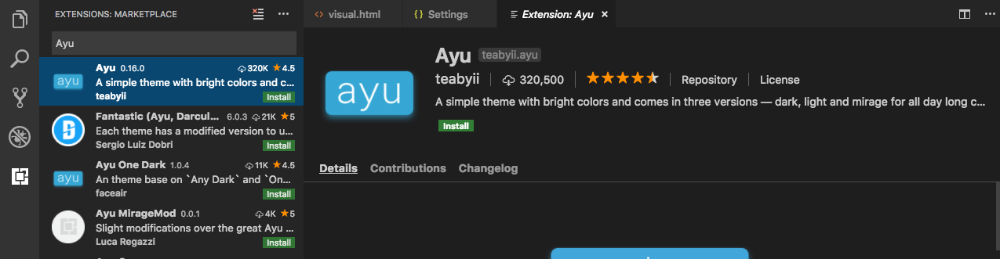 EXTENSIONS: MARKETPLACE
Ayu
ayu
Ayu 0.16.0 320K 4.5
A simple theme with bright colors and c...
teabyii Install
Fantastic (Ayu, Darcul... 6.0.3 21K 5
Each theme has a modified version to u...
Sergio Luiz Dobri Install
ayu
Ayu One Dark 1.0.4 11K 4.5
An theme base on `Any Dark` and `On...
faceair Install
Ayu MirageMod 0.0.1 4K 5
Slight modifications over the great Ayu ...
Luca Regazzi Install
<> visual.html { } Settings Extension: Ayu ×
ayu
Ayu teabyii.ayu
teabyii 320,500 Repository License
A simple theme with bright colors and comes in three versions — dark, light and mirage for all day long c...
Install
Details Contributions Changelog